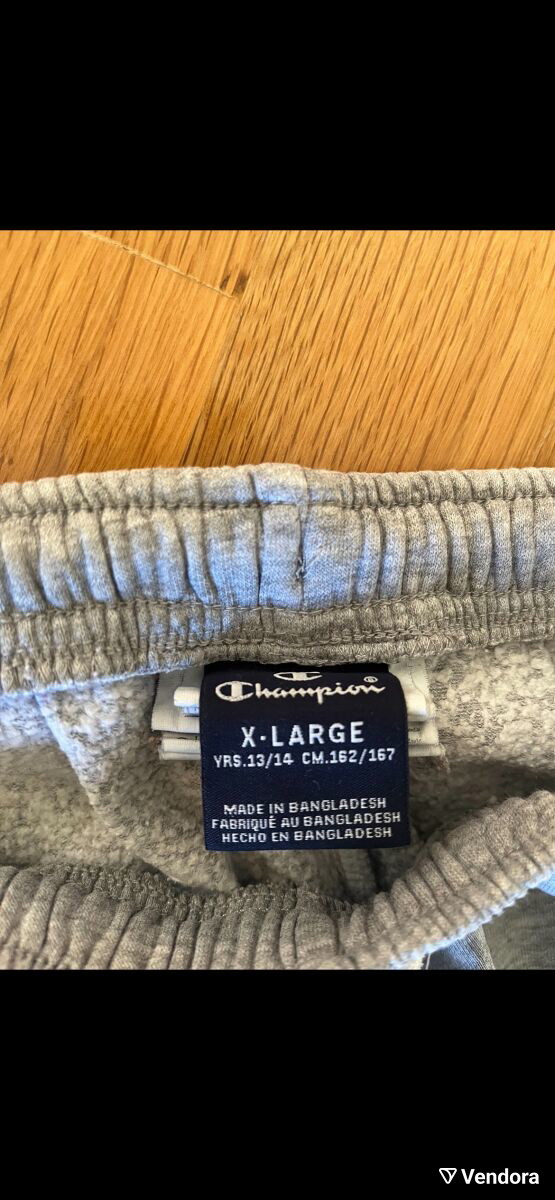 Champion®
X-LARGE
YRS.13/14 CM.162/167
MADE IN BANGLADESH
FABRIQUÉ AU BANGLADESH
HECHO EN BANGLADESH
Vendora